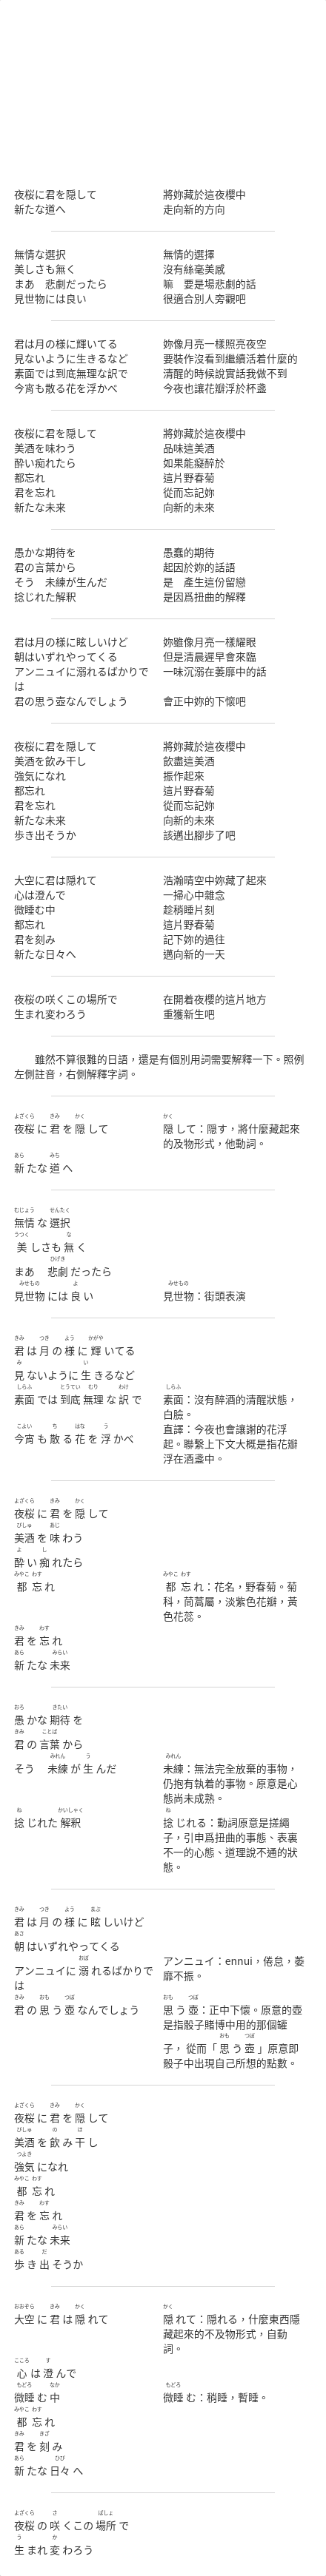 夜桜に君を隠して　將妳藏於這夜櫻中
新たな道へ　走向新的方向
無情な選択　無情的選擇
美しさも無く　沒有絲毫美感
まあ　悲劇だったら　嘛　要是場悲劇的話
見世物には良い　很適合別人旁觀吧
君は月の様に輝いてる　妳像月亮一樣照亮夜空
見ないように生きるなど　要裝作沒看到繼續活着什麼的
素面では到底無理な訳で　清醒的時候說實話我做不到
今宵も散る花を浮かべ　今夜也讓花瓣浮於杯盞
夜桜に君を隠して　將妳藏於這夜櫻中
美酒を味わう　品味這美酒
酔い痴れたら　如果能癡醉於
都忘れ　這片野春菊
君を忘れ　從而忘記妳
新たな未来　向新的未來
愚かな期待を　愚蠢的期待
君の言葉から　起因於妳的話語
そう　未練が生んだ　是　產生這份留戀
捻じれた解釈　是因爲扭曲的解釋
君は月の様に眩しいけど　妳雖像月亮一樣耀眼
朝はいずれやってくる　但是清晨遲早會來臨
アンニュイに溺れるばかりで　一味沉溺在萎靡中的話
は
君の思う壺なんでしょう　會正中妳的下懷吧
夜桜に君を隠して　將妳藏於這夜櫻中
美酒を飲み干し　飲盡這美酒
強気になれ　振作起來
都忘れ　這片野春菊
君を忘れ　從而忘記妳
新たな未来　向新的未來
歩き出そうか　該邁出腳步了吧
大空に君は隠れて　浩瀚晴空中妳藏了起來
心は澄んで　一掃心中雜念
微睡む中　趁稍睡片刻
都忘れ　這片野春菊
君を刻み　記下妳的過往
新たな日々へ　邁向新的一天
夜桜の咲くこの場所で　在開着夜櫻的這片地方
生まれ変わろう　重獲新生吧
雖然不算很難的日語，還是有個別用詞需要解釋一下。照例
左側註音，右側解釋字詞。
よざくら　きみ　かく　かく
夜桜に君を隠して　隠して：隠す，將什麼藏起來
的及物形式，他動詞。
あら　みち
新たな道へ
むじょう　せんたく
無情な選択
うつく　な
美しさも無く
ひげき
まあ　悲劇だったら
みせもの　よ　みせもの
見世物には良い　見世物：街頭表演
きみ　つき　よう　かがや
君は月の様に輝いてる
み　い
見ないように生きるなど
しらふ　とうてい　むり　わけ　しらふ
素面では到底無理な訳で　素面：沒有醉酒的清醒狀態，
白臉。
こよい　ち　はな　う
今宵も散る花を浮かべ　直譯：今夜也會讓謝的花浮
起。聯繫上下文大概是指花瓣
浮在酒盞中。
よざくら　きみ　かく
夜桜に君を隠して
びしゅ　あじ
美酒を味わう
よ　し
酔い痴れたら
みやこ　わす　みやこ　わす
都忘れ　都忘れ：花名，野春菊。菊
科，茼蒿屬，淡紫色花瓣，黃
色花蕊。
きみ　わす
君を忘れ
あら　みらい
新たな未来
おろ　きたい
愚かな期待を
きみ　ことば
君の言葉から
みれん　う　みれん
そう　未練が生んだ　未練：無法完全放棄的事物，
仍抱有執着的事物。原意是心
態尚未成熟。
ね　かいしゃく　ね
捻じれた解釈　捻じれる：動詞原意是搓繩
子，引申爲扭曲的事態、表裏
不一的心態、道理說不通的狀
態。
きみ　つき　よう　まぶ
君は月の様に眩しいけど
あさ
朝はいずれやってくる
おぼ
アンニュイに溺れるばかりで　アンニュイ：ennui，倦怠，萎
は　靡不振。
きみ　おも　つぼ　おも　つぼ
君の思う壺なんでしょう　思う壺：正中下懷。原意的壺
是指骰子賭博中用的那個罐
おも　つぼ
子， 從而「思う壺」原意即
骰子中出現自己所想的點數。
よざくら　きみ　かく
夜桜に君を隠して
びしゅ　の　ほ
美酒を飲み干し
つよき
強気になれ
みやこ　わす
都忘れ
きみ　わす
君を忘れ
あら　みらい
新たな未来
ある　だ
歩き出そうか
おおぞら　きみ　かく　かく
大空に君は隠れて　隠れて：隠れる，什麼東西隱
藏起來的不及物形式，自動
詞。
こころ　す
心は澄んで
もどろ　なか　もどろ
微睡む中　微睡む：稍睡，暫睡。
みやこ　わす
都忘れ
きみ　きざ
君を刻み
あら　ひび
新たな日々へ
よざくら　さ　ばしょ
夜桜の咲くこの場所で
う　か
生まれ変わろう